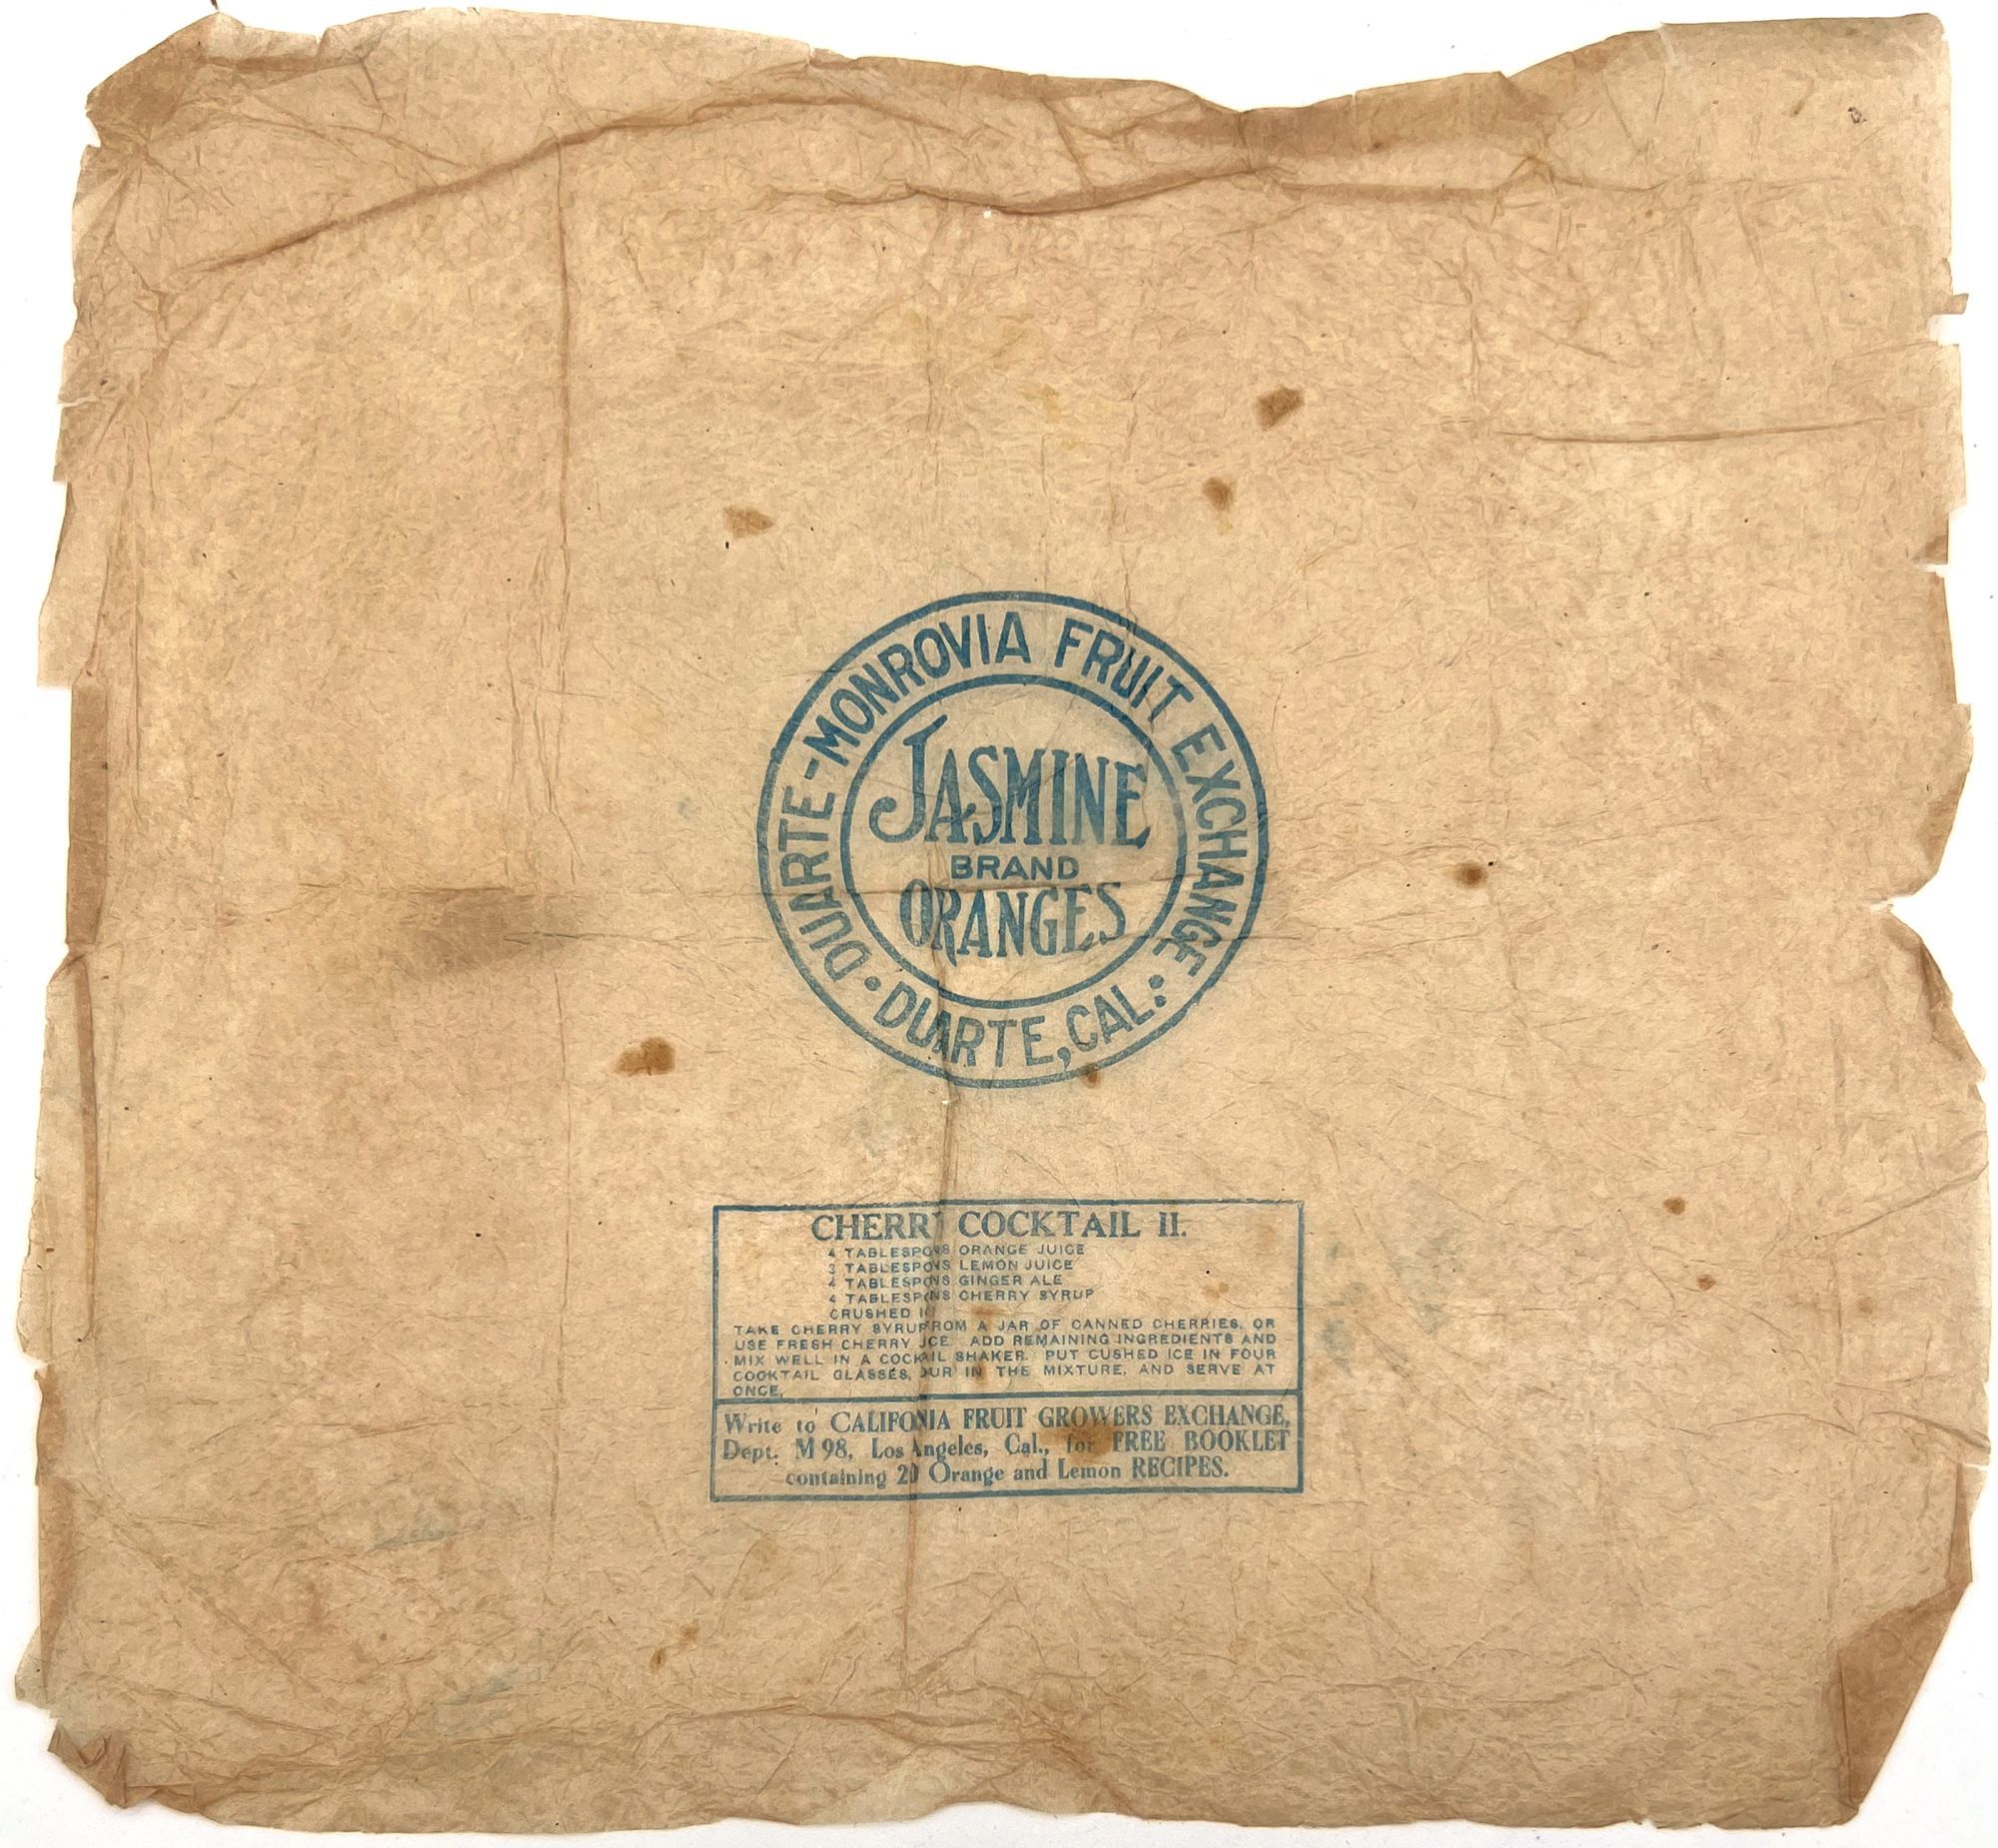 DUARTE-MONROVIA FRUIT EXCHANGE
JASMINE
BRAND
ORANGES
DUARTE, CAL.
CHERRY COCKTAIL II.
4 TABLESPONS ORANGE JUICE
3 TABLESPONS LEMON JUICE
4 TABLESPONS GINGER ALE
4 TABLESPONS CHERRY SYRUP
CRUSHED
TAKE CHERRY SYRUP FROM A JAR OF CANNED CHERRIES, OR
USE FRESH CHERRY ADD REMAINING INGREDIENTS AND
MIX WELL IN A COCKTAIL SHAKER. PUT CUSHED ICE IN FOUR
COCKTAIL GLASSES, IN THE MIXTURE, AND SERVE AT
ONCE.
Write to CALIFONIA FRUIT GROWERS EXCHANGE,
Dept. M 98, Los Angeles, Cal., for FREE BOOKLET
containing Orange and Lemon RECIPES.